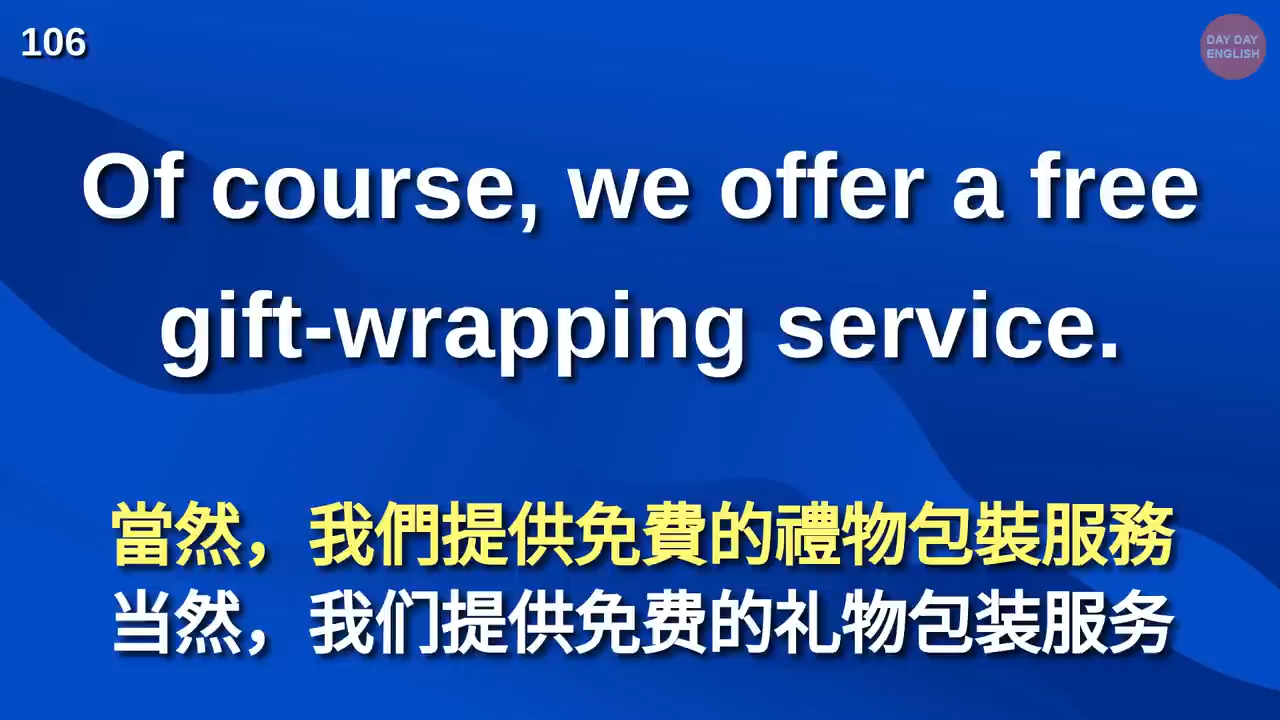 106
DAY DAY
ENGLISH
Of course, we offer a free
gift-wrapping service.
當然，我們提供免費的禮物包裝服務
当然，我们提供免费的礼物包装服务